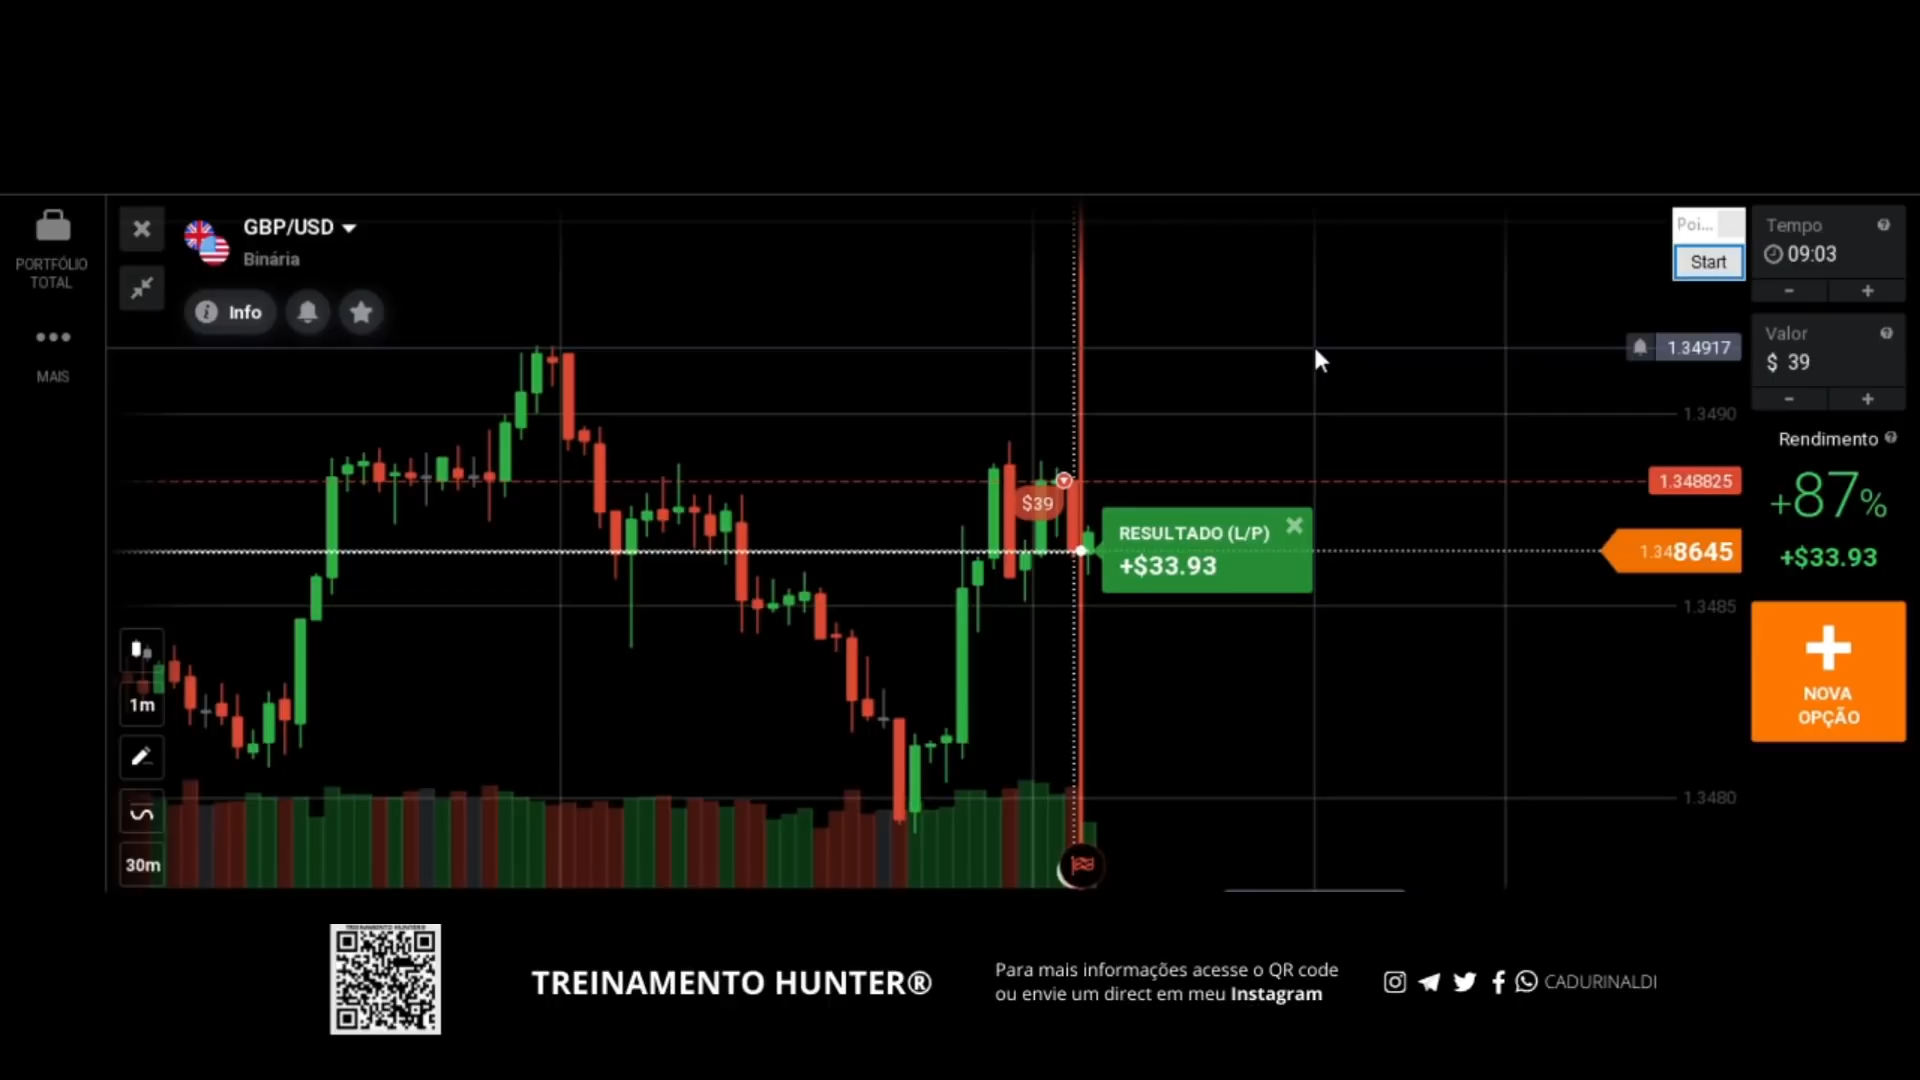 PORTFÓLIO
TOTAL
MAIS
GBP/USD
Binária
Info
1m
30m
$39
RESULTADO (L/P)
+$33.93
Poi...
Start
1.34917
1.3490
1.348825
1.348645
1.3485
1.3480
Tempo
09:03
- +
Valor
$ 39
- +
Rendimento
+87%
+$33.93
NOVA
OPÇÃO
TREINAMENTO HUNTER®
Para mais informações acesse o QR code
ou envie um direct em meu Instagram
CADURINALDI